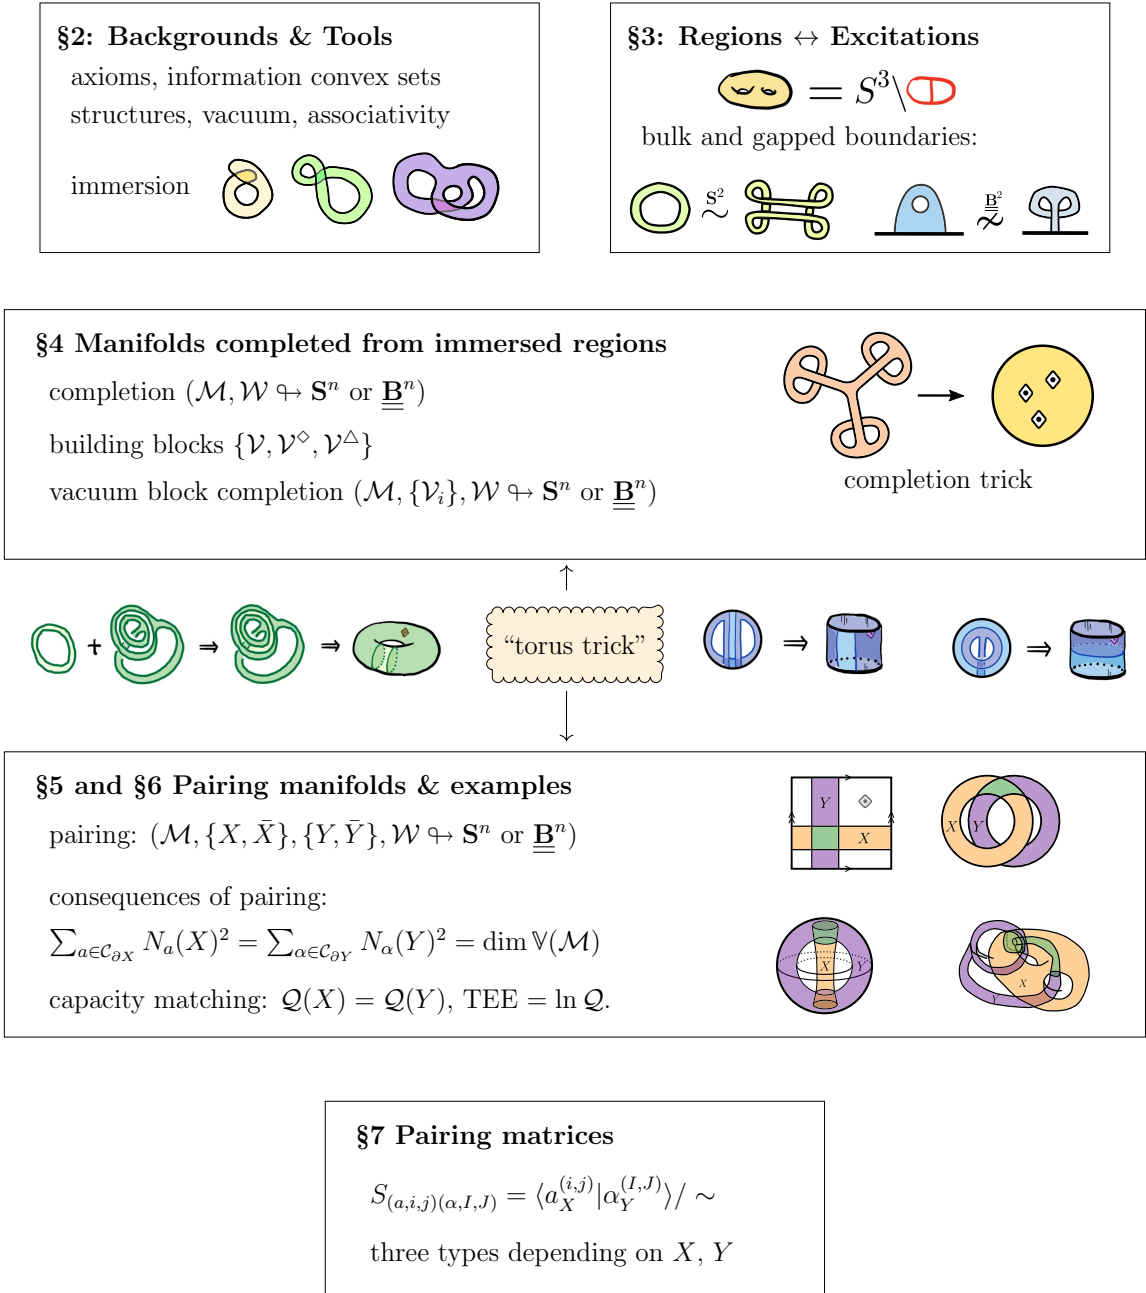 §2: Backgrounds & Tools
axioms, information convex sets
structures, vacuum, associativity
immersion
§3: Regions ↔ Excitations
= S³\
bulk and gapped boundaries:
S² ∼
B̳² ≁
§4 Manifolds completed from immersed regions
completion (ℳ, 𝒲 ↬ Sⁿ or B̳ⁿ)
building blocks {𝒱, 𝒱^◇, 𝒱^△}
vacuum block completion (ℳ, {𝒱_i}, 𝒲 ↬ Sⁿ or B̳ⁿ)
completion trick
+ ⇒ ⇒
“torus trick”
⇒
⇒
§5 and §6 Pairing manifolds & examples
pairing: (ℳ, {X, X̄}, {Y, Ȳ}, 𝒲 ↬ Sⁿ or B̳ⁿ)
consequences of pairing:
∑_{a∈𝒞_{∂X}} N_a(X)² = ∑_{α∈𝒞_{∂Y}} N_α(Y)² = dim 𝕍(ℳ)
capacity matching: 𝒬(X) = 𝒬(Y), TEE = ln 𝒬.
Y
X
X Y
X Y
X
Y
§7 Pairing matrices
S_{(a,i,j)(α,I,J)} = ⟨a_X^{(i,j)}|α_Y^{(I,J)}⟩/ ∼
three types depending on X, Y